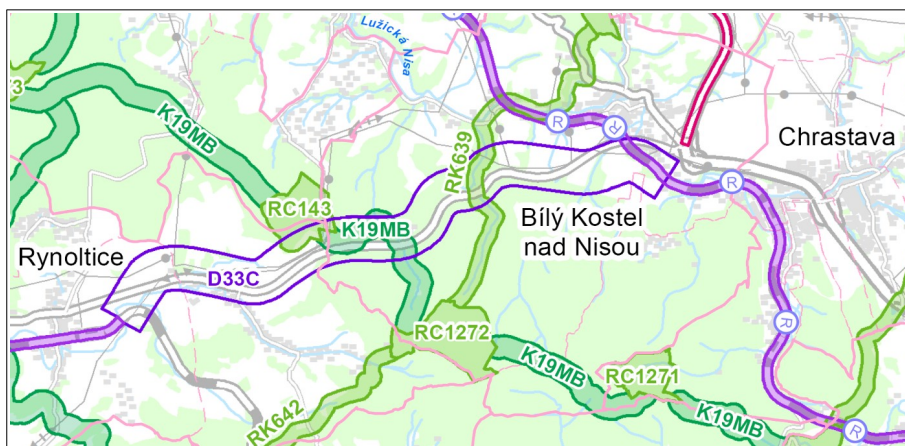 Lužická
Nisa
R
R
Chrastava
K19MB
RK639
R
RC143
K19MB
Bílý Kostel
nad Nisou
Rynoltice
D33C
R
RC1272
K19MB
RC1271
RK642
K19MB
R